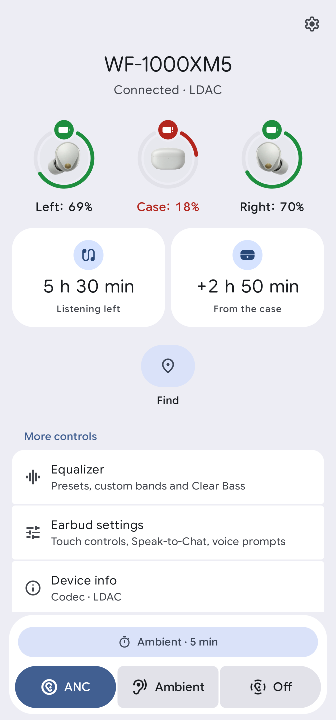 WF-1000XM5
Connected · LDAC
Left: 69%
Case: 18%
Right: 70%
5 h 30 min
Listening left
+2 h 50 min
From the case
Find
More controls
Equalizer
Presets, custom bands and Clear Bass
Earbud settings
Touch controls, Speak-to-Chat, voice prompts
Device info
Codec · LDAC
Ambient · 5 min
ANC
Ambient
Off